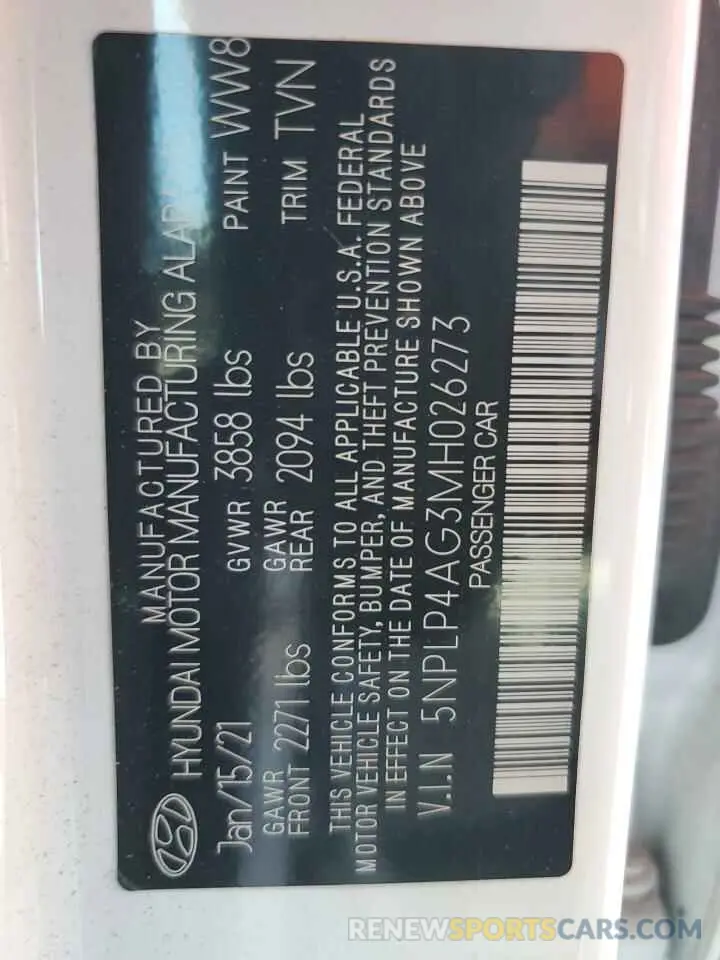 MANUFACTURED BY
HYUNDAI MOTOR MANUFACTURING
Jan/15/21 GVWR 3858 lbs PAINT WW8
GAWR FRONT 2271 lbs GAWR REAR 2094 lbs TRIM TVN
THIS VEHICLE CONFORMS TO ALL APPLICABLE U.S.A. FEDERAL
MOTOR VEHICLE SAFETY, BUMPER, AND THEFT PREVENTION STANDARDS
IN EFFECT ON THE DATE OF MANUFACTURE SHOWN ABOVE
V.I.N 5NPLP4AG3MH026273
PASSENGER CAR
RENEWSPORTSCARS.COM